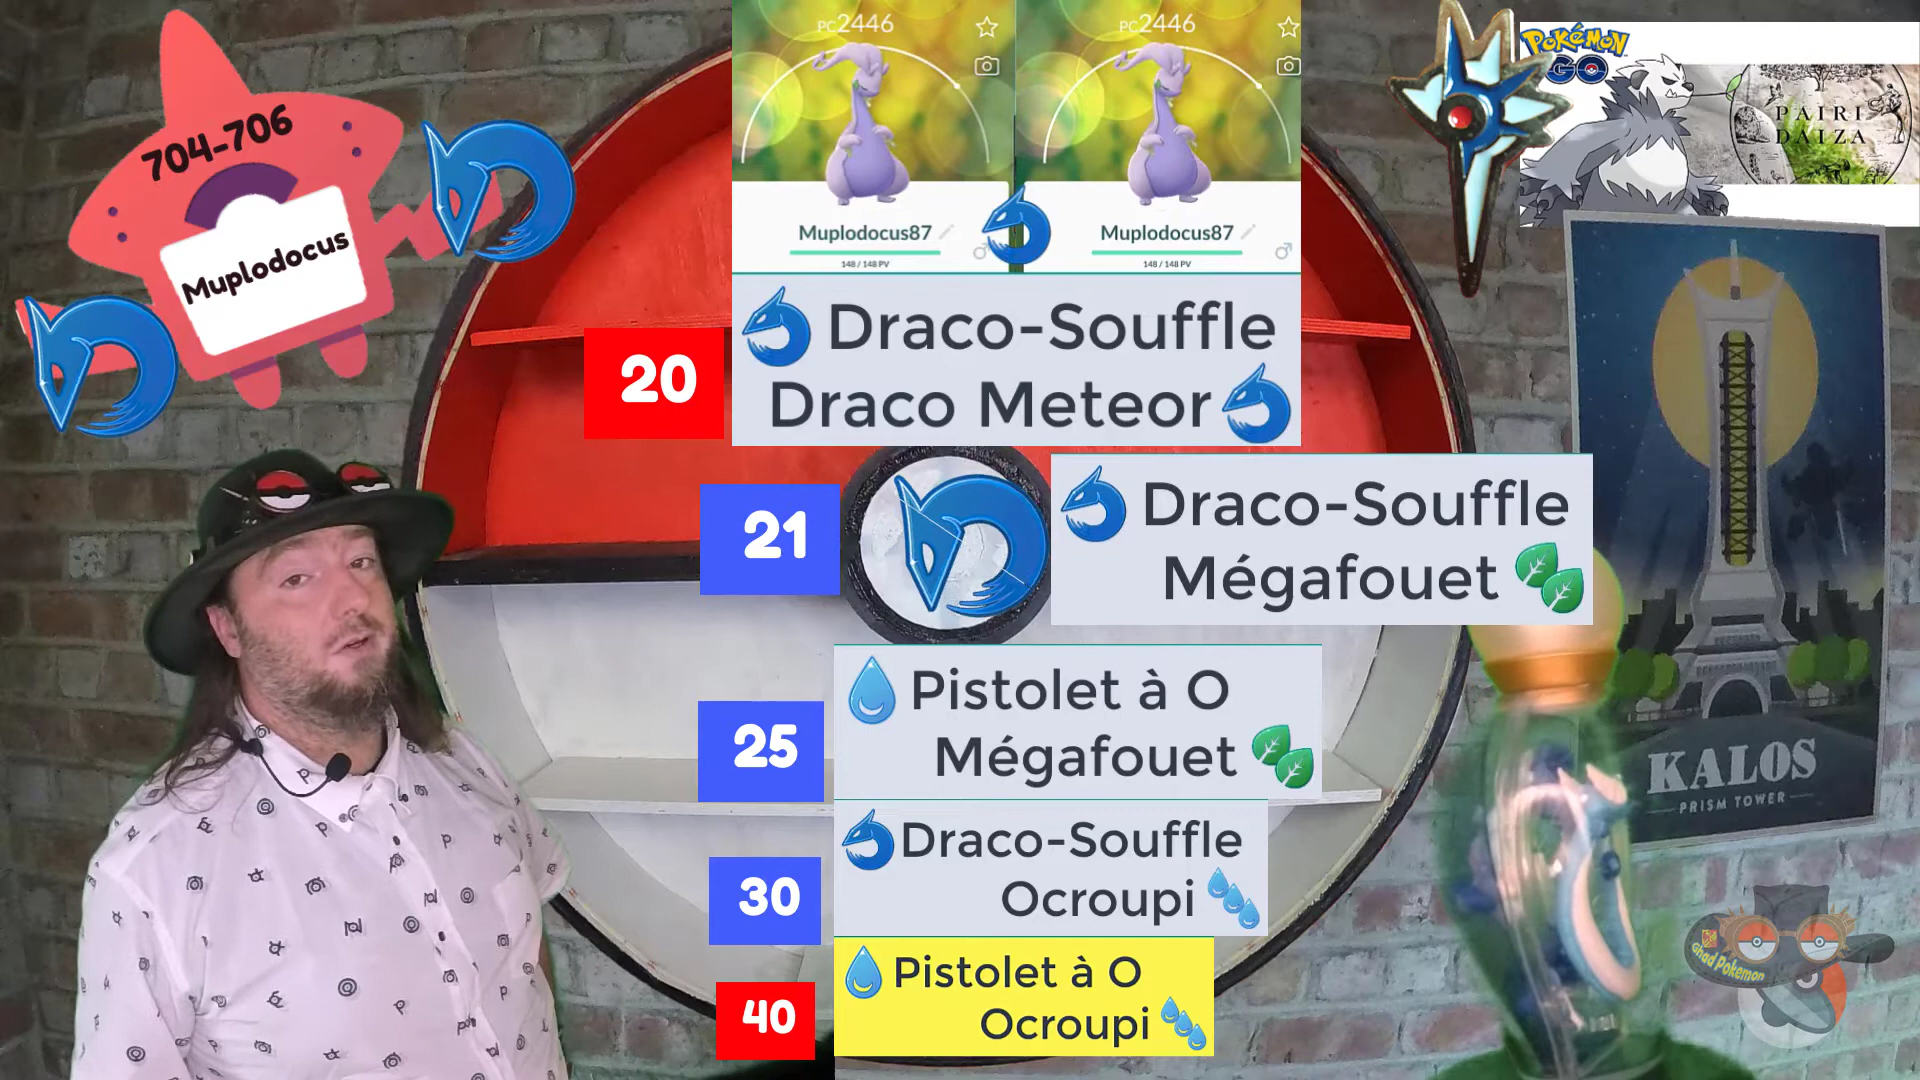 704-706
Muplodocus
PC2446
PC2446
Muplodocus87
148 / 148 PV
Muplodocus87
148 / 148 PV
POKÉMON
GO
PAIRI
DAIZA
20
Draco-Souffle
Draco Meteor
21
Draco-Souffle
Mégafouet
25
Pistolet à O
Mégafouet
30
Draco-Souffle
Ocroupi
40
Pistolet à O
Ocroupi
KALOS
PRISM TOWER
Ghad Pokemon